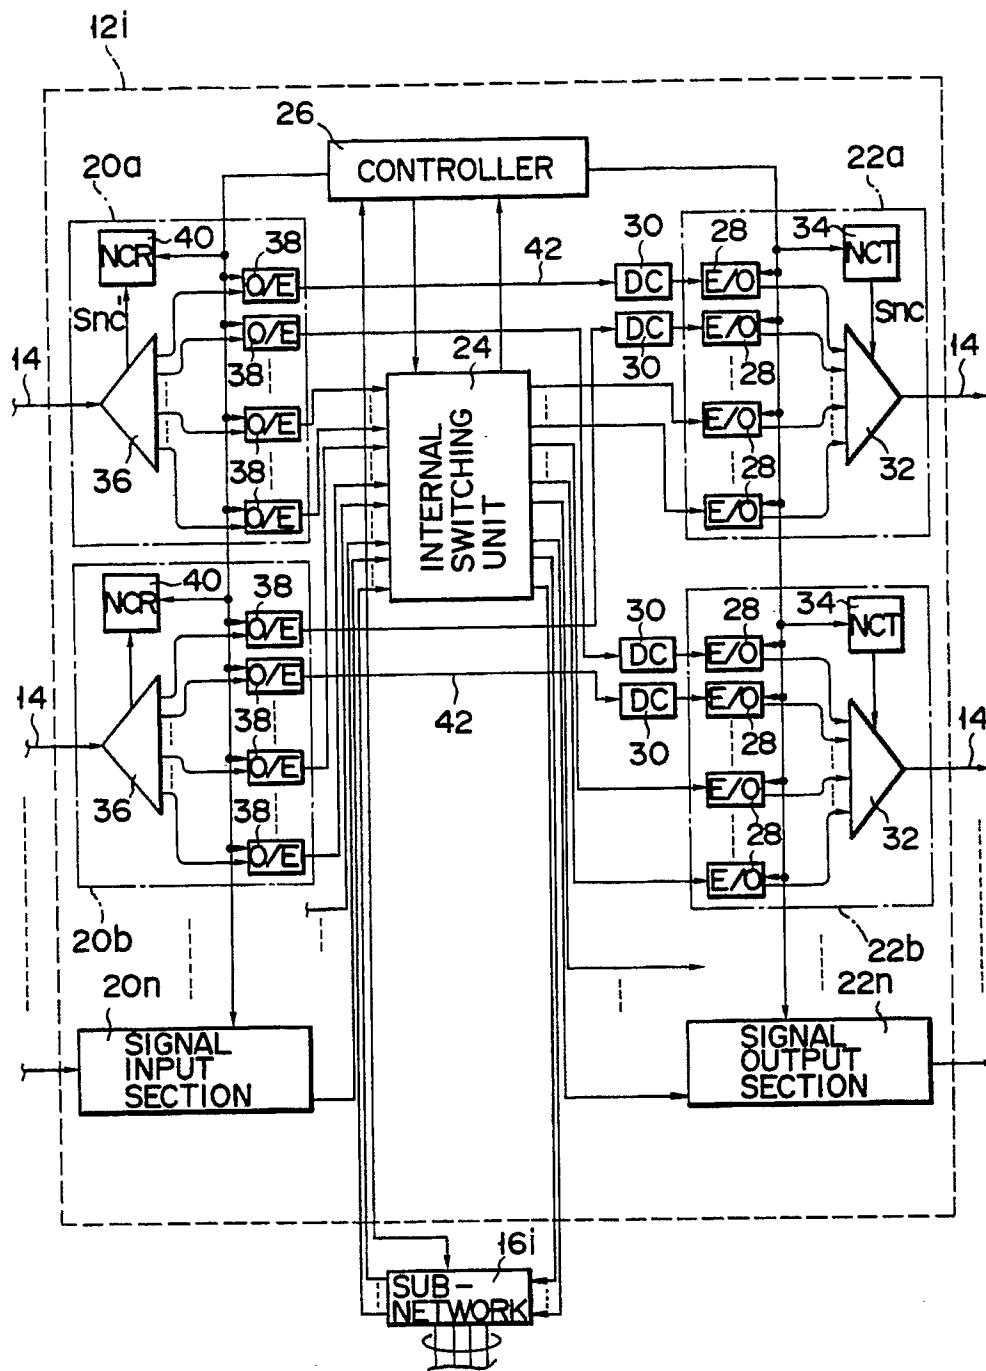 12i
26
CONTROLLER
20a
22a
NCR
40
38
O/E
42
30
DC
28
E/O
34
NCT
Snc'
Snc
38
O/E
DC
30
E/O
28
14
24
14
INTERNAL
SWITCHING
UNIT
36
O/E
38
E/O
28
32
38
O/E
28
E/O
NCR
40
38
O/E
30
DC
28
E/O
34
NCT
O/E
38
42
DC
30
E/O
28
14
14
36
O/E
38
O/E
E/O
28
28
E/O
32
20b
22b
20n
22n
SIGNAL
INPUT
SECTION
SIGNAL
OUTPUT
SECTION
16i
SUB-
NETWORK